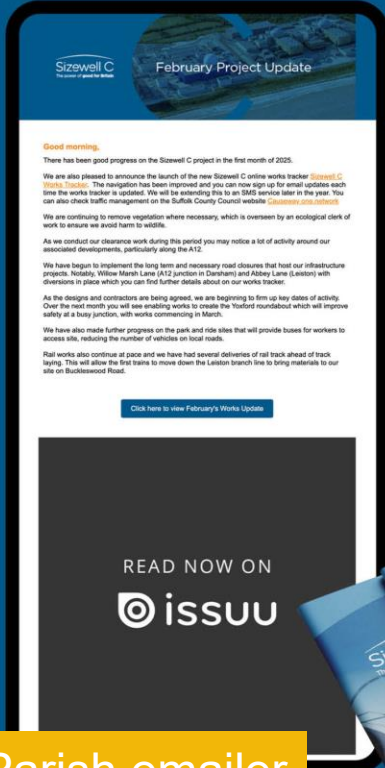 Sizewell C
The power of good for Britain
February Project Update
Good morning,
There has been good progress on the Sizewell C project in the first month of 2025.
We are also pleased to announce the launch of the new Sizewell C online works tracker Sizewell C
Works Tracker. The navigation has been improved and you can now sign up for email updates each
time the works tracker is updated. We will be extending this to an SMS service later in the year. You
can also check traffic management on the Suffolk County Council website Causeway one.network
We are continuing to remove vegetation where necessary, which is overseen by an ecological clerk of
work to ensure we avoid harm to wildlife.
As we conduct our clearance work during this period you may notice a lot of activity around our
associated developments, particularly along the A12.
We have begun to implement the long term and necessary road closures that host our infrastructure
projects. Notably, Willow Marsh Lane (A12 junction in Darsham) and Abbey Lane (Leiston) with
diversions in place which you can find further details about on our works tracker.
As the designs and contractors are being agreed, we are beginning to firm up key dates of activity.
Over the next month you will see enabling works to create the Yoxford roundabout which will improve
safety at a busy junction, with works commencing in March.
We have also made further progress on the park and ride sites that will provide buses for workers to
access site, reducing the number of vehicles on local roads.
Rail works also continue at pace and we have had several deliveries of rail track ahead of track
laying. This will allow the first trains to move down the Leiston branch line to bring materials to our
site on Buckleswood Road.
Click here to view February's Works Update
READ NOW ON
issuu
Parish emailer